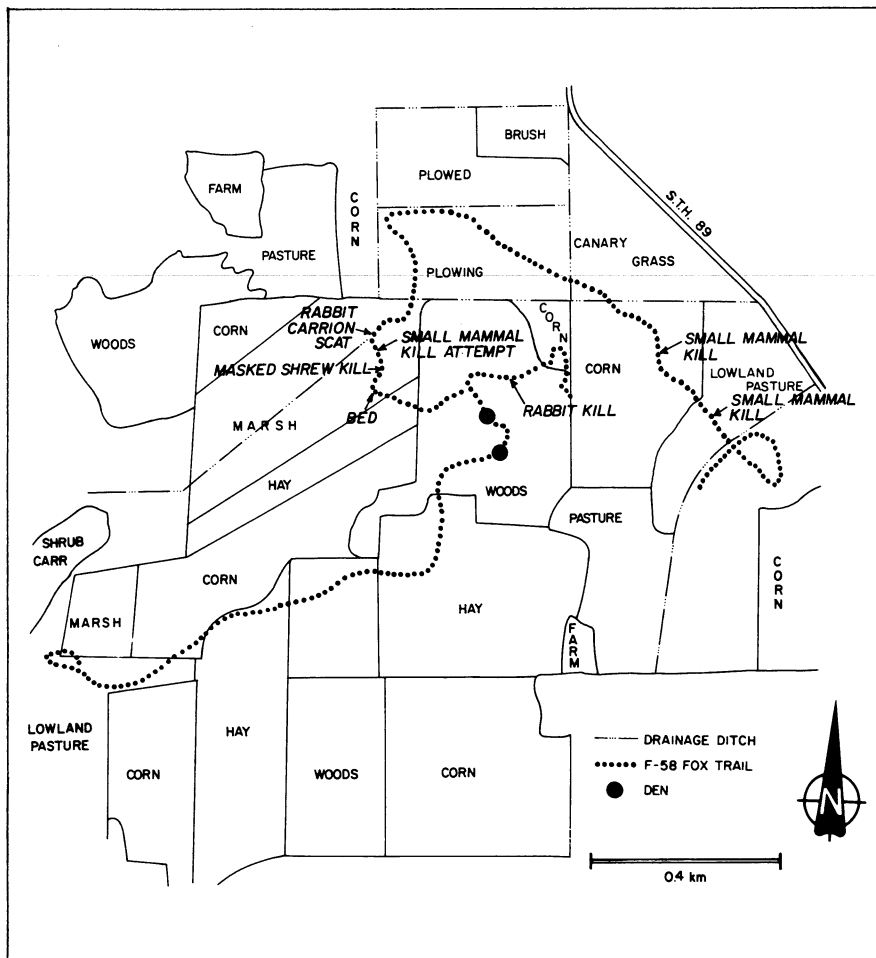 BRUSH
PLOWED
FARM
CORN
S.T.H. 89
CANARY
GRASS
PASTURE
PLOWING
RABBIT
CARRION
SCAT
CORN
WOODS
SMALL MAMMAL
KILL ATTEMPT
CORN
SMALL MAMMAL
KILL
MASKED SHREW KILL
CORN
LOWLAND
PASTURE
SMALL MAMMAL
KILL
BED
RABBIT KILL
MARSH
HAY
WOODS
PASTURE
SHRUB
CARR
CORN
HAY
CORN
MARSH
FARM
LOWLAND
PASTURE
HAY
CORN
WOODS
CORN
DRAINAGE DITCH
F-58 FOX TRAIL
DEN
N
0.4 km